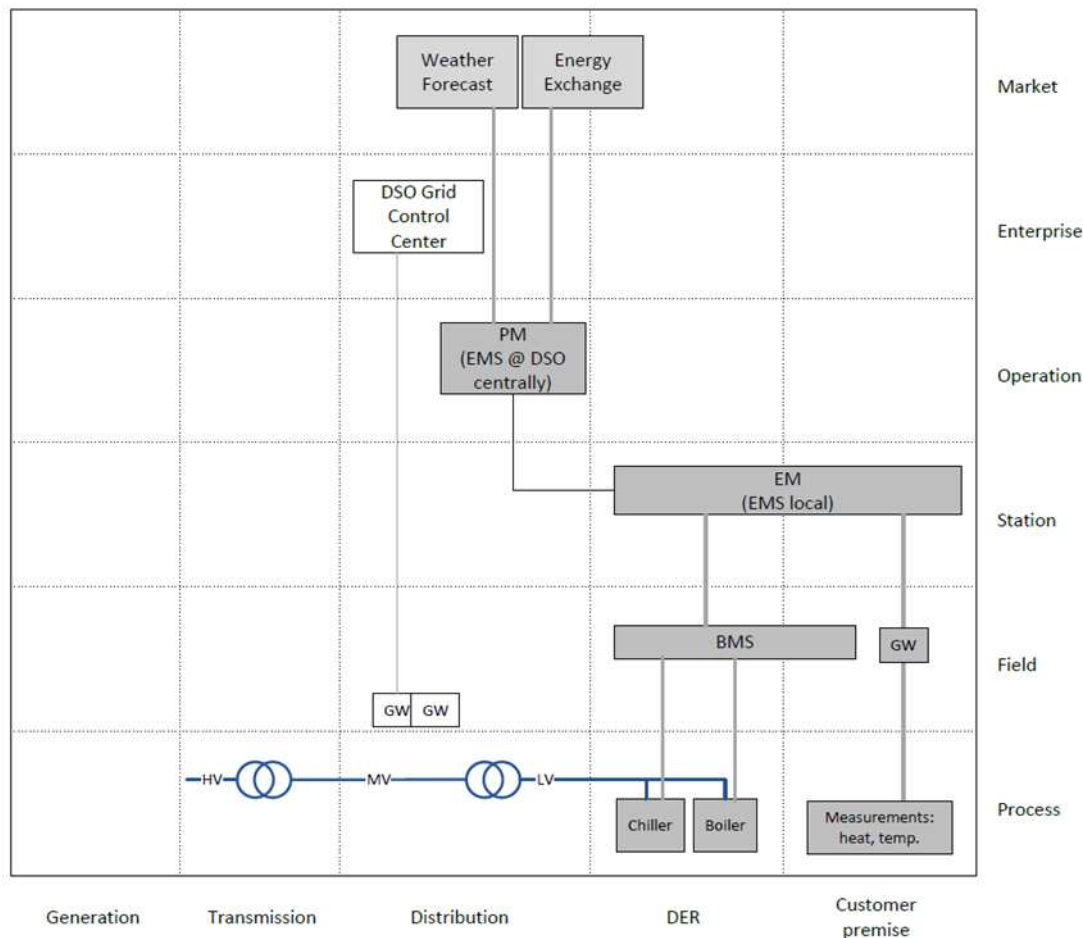 Weather
Forecast
Energy
Exchange
Market
DSO Grid
Control
Center
Enterprise
PM
(EMS @ DSO
centrally)
Operation
EM
(EMS local)
Station
BMS
GW
Field
GW
GW
HV
MV
LV
Chiller
Boiler
Measurements:
heat, temp.
Process
Generation
Transmission
Distribution
DER
Customer
premise